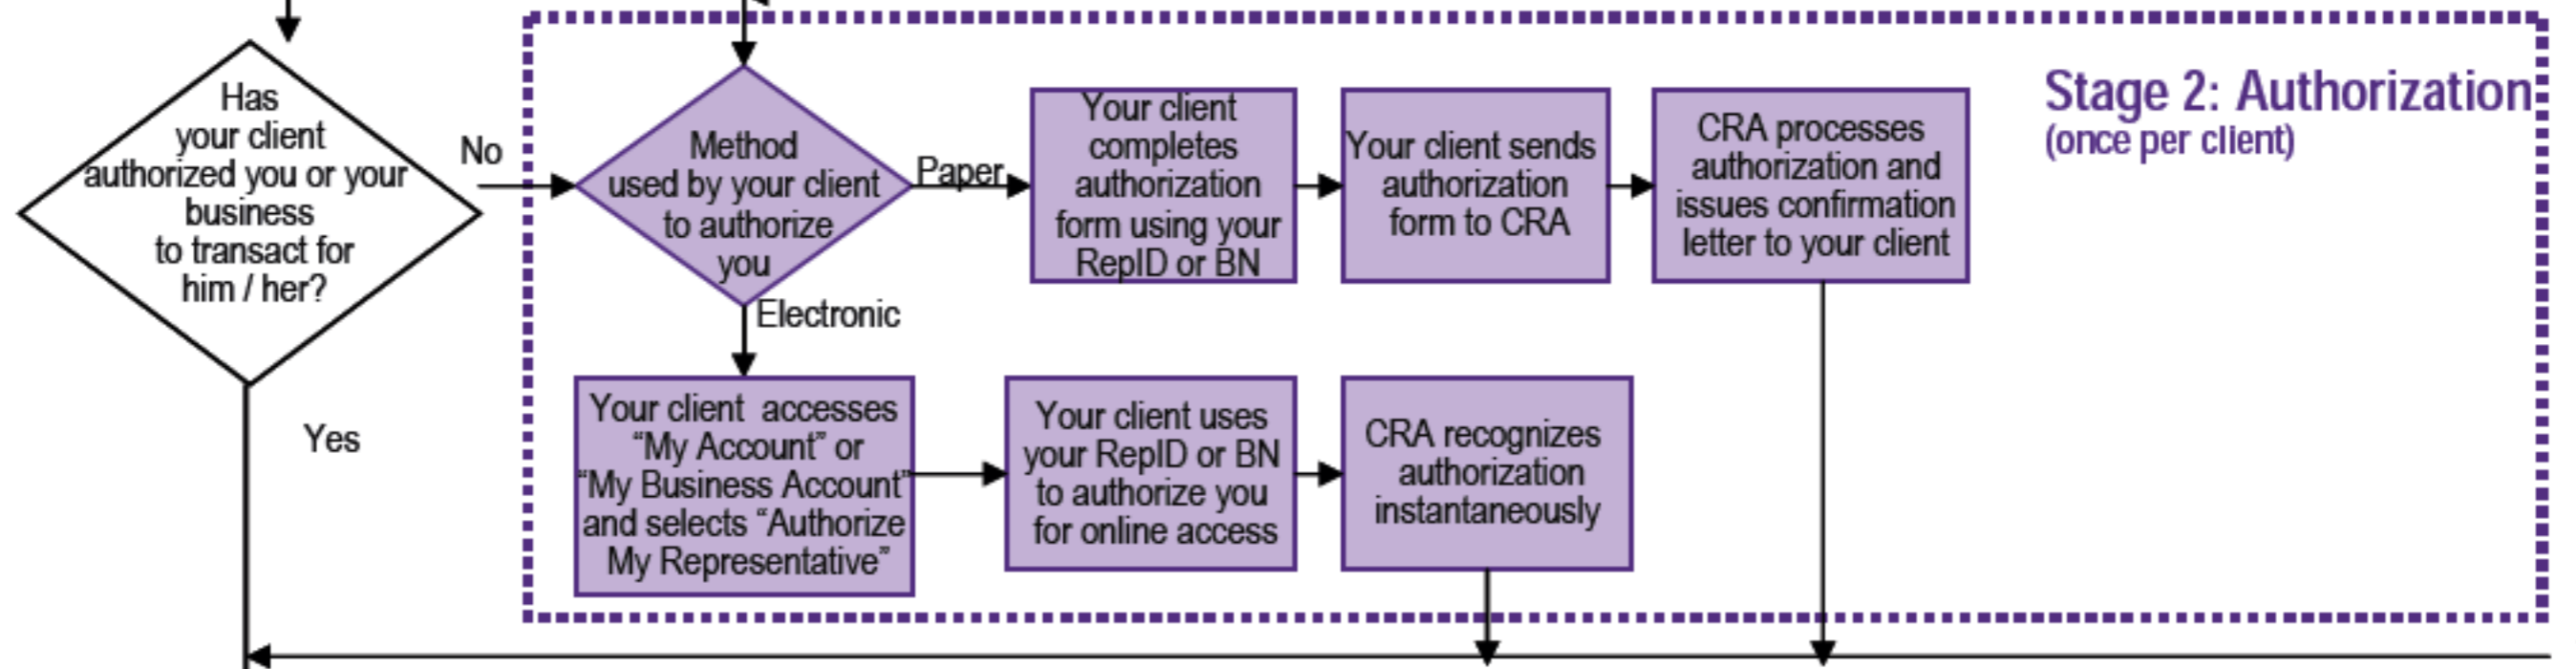 Has
your client
authorized you or your
business
to transact for
him / her?
No
Yes
Method
used by your client
to authorize
you
Paper
Electronic
Your client
completes
authorization
form using your
RepID or BN
Your client sends
authorization
form to CRA
CRA processes
authorization and
issues confirmation
letter to your client
Stage 2: Authorization
(once per client)
Your client  accesses
“My Account” or
“My Business Account”
and selects “Authorize
My Representative”
Your client uses
your RepID or BN
to authorize you
for online access
CRA recognizes
authorization
instantaneously